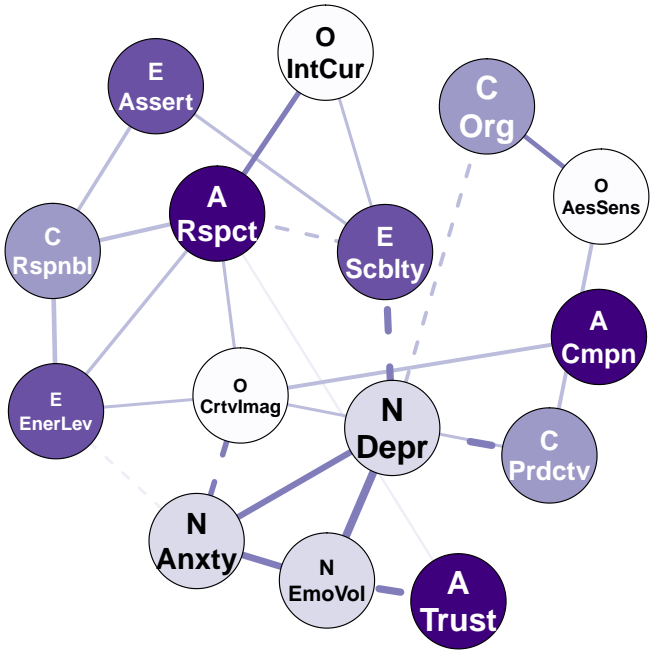 O
IntCur
E
Assert
C
Org
A
Rspct
O
AesSens
C
Rspnbl
E
Scblty
A
Cmpn
E
EnerLev
O
CrtvImag
N
Depr
C
Prdctv
N
Anxty
N
EmoVol
A
Trust